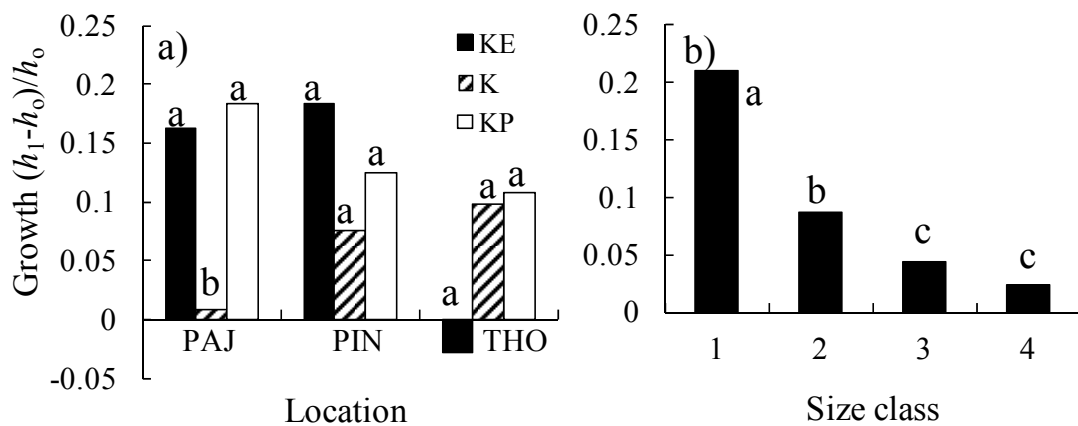 a)
KE
K
KP
0.25
0.2
0.15
0.1
0.05
0
-0.05
Growth (h1-ho)/ho
a
b
a
a
a
a
a
a
a
PAJ
PIN
THO
Location
b)
0.25
0.2
0.15
0.1
0.05
0
a
b
c
c
1
2
3
4
Size class